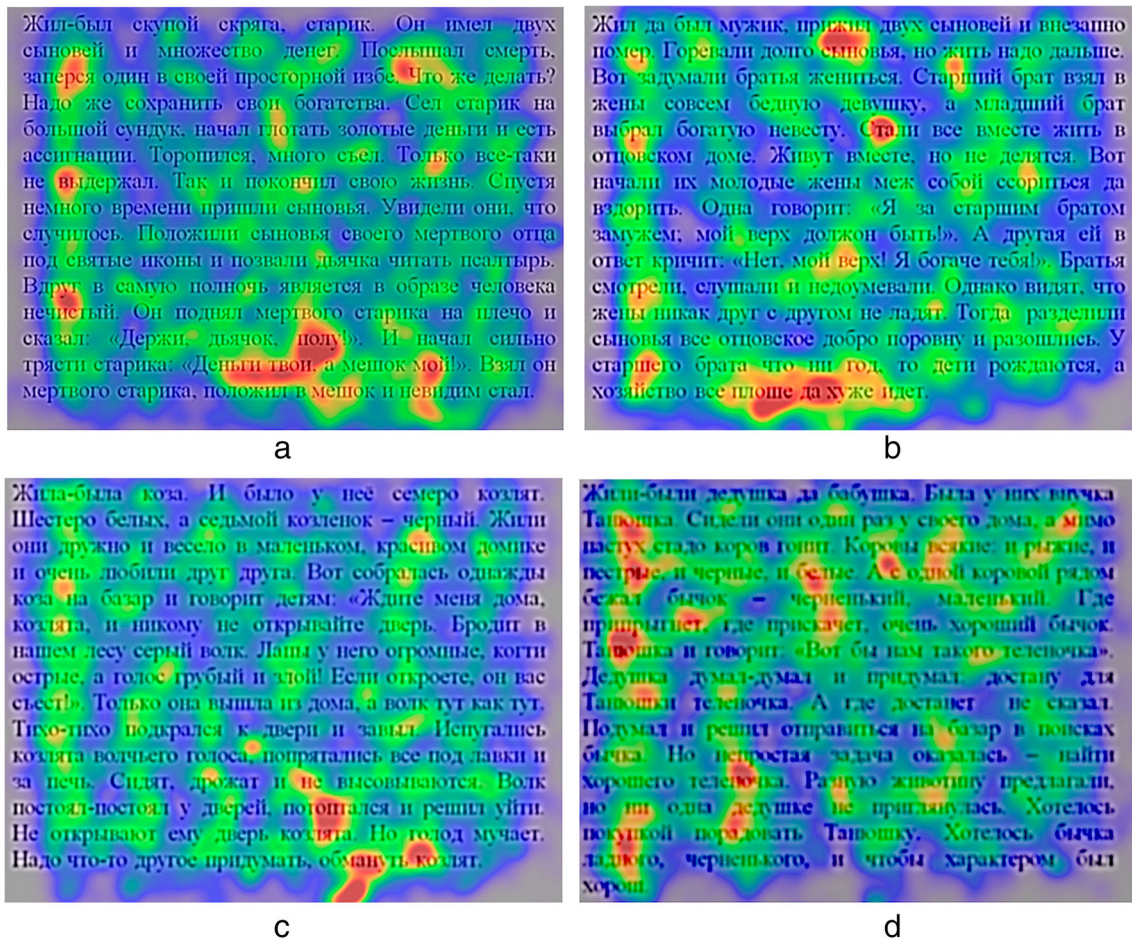 Жил-был скупой скряга, старик. Он имел двух
сыновей и множество денег. Послышал смерть,
заперся один в своей просторной избе. Что же делать?
Надо же сохранить свои богатства. Сел старик на
большой сундук, начал глотать золотые деньги и есть
ассигнации. Торопился, много съел. Только все-таки
не выдержал. Так и покончил свою жизнь. Спустя
немного времени пришли сыновья. Увидели они, что
случилось. Положили сыновья своего мертвого отца
под святые иконы и позвали дьячка читать псалтырь.
Вдруг в самую полночь является в образе человека
нечистый. Он поднял мертвого старика на плечо и
сказал: «Держи, дьячок, полу!». И начал сильно
трясти старика: «Деньги твои, а мешок мой!». Взял он
мертвого старика, положил в мешок и невидим стал.
a
Жил да был мужик, прижил двух сыновей и внезапно
помер. Горевали долго сыновья, но жить надо дальше.
Вот задумали братья жениться. Старший брат взял в
жены совсем бедную девушку, а младший брат
выбрал богатую невесту. Стали все вместе жить в
отцовском доме. Живут вместе, но не делятся. Вот
начали их молодые жены меж собой ссориться да
вздорить. Одна говорит: «Я за старшим братом
замужем; мой верх должон быть!». А другая ей в
ответ кричит: «Нет, мой верх! Я богаче тебя!». Братья
смотрели, слушали и недоумевали. Однако видят, что
жены никак друг с другом не ладят. Тогда разделили
сыновья все отцовское добро поровну и разошлись. У
старшего брата что ни год, то дети рождаются, а
хозяйство все плоше да хуже идет.
b
Жила-была коза. И было у неё семеро козлят.
Шестеро белых, а седьмой козленок – черный. Жили
они дружно и весело в маленьком, красивом домике
и очень любили друг друга. Вот собралась однажды
коза на базар и говорит детям: «Ждите меня дома,
козлята, и никому не открывайте дверь. Бродит в
нашем лесу серый волк. Лапы у него огромные, когти
острые, а голос грубый и злой! Если откроете, он вас
съест!». Только она вышла из дома, а волк тут как тут.
Тихо-тихо подкрался к двери и завыл. Испугались
козлята волчьего голоса, попрятались все под лавки и
за печь. Сидят, дрожат и не высовываются. Волк
постоял-постоял у дверей, потоптался и решил уйти.
Не открывают ему дверь козлята. Но голод мучает.
Надо что-то другое придумать, обмануть козлят.
c
Жили-были дедушка да бабушка. Была у них внучка
Танюшка. Сидели они один раз у своего дома, а мимо
пастух стадо коров гонит. Коровы всякие: и рыжие, и
пестрые, и черные, и белые. А с одной коровой рядом
бежал бычок – черненький, маленький. Где
припрыгнет, где прискачет, очень хороший бычок.
Танюшка и говорит: «Вот бы нам такого теленочка».
Дедушка думал-думал и придумал: достану для
Танюшки теленочка. А где достанет не сказал.
Подумал и решил отправиться на базар в поисках
бычка. Но непростая задача оказалась – найти
хорошего теленочка. Разную животину предлагали,
но ни одна дедушке не приглянулась. Хотелось
покупкой порадовать Танюшку. Хотелось бычка
ладного, черненького, и чтобы характером был
хорош.
d